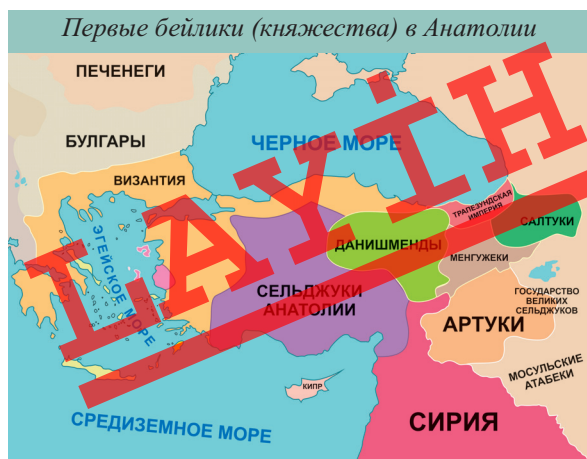 Первые бейлики (княжества) в Анатолии
ПЕЧЕНЕГИ
БУЛГАРЫ
ЧЕРНОЕ МОРЕ
ВИЗАНТИЯ
ТРАПЕЗУНДСКАЯ
ИМПЕРИЯ
САЛТУКИ
ЭГЕЙСКОЕ МОРЕ
ДАНИШМЕНДЫ
МЕНГУЖЕКИ
СЕЛЬДЖУКИ
АНАТОЛИИ
ГОСУДАРСТВО
ВЕЛИКИХ
СЕЛЬДЖУКОВ
АРТУКИ
МОСУЛЬСКИЕ
АТАБЕКИ
КИПР
СРЕДИЗЕМНОЕ МОРЕ
СИРИЯ
LAYİH